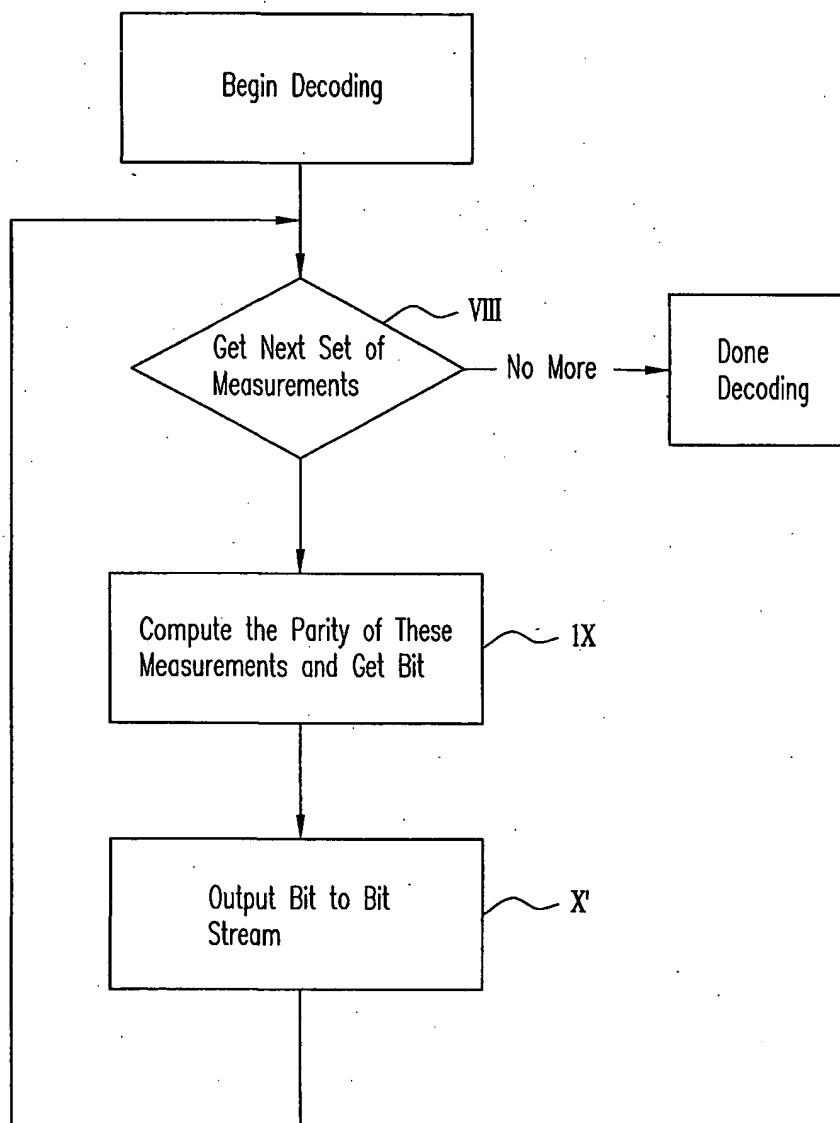 Begin Decoding
VIII
Get Next Set of
Measurements
No More
Done
Decoding
Compute the Parity of These
Measurements and Get Bit
1X
Output Bit to Bit
Stream
X'